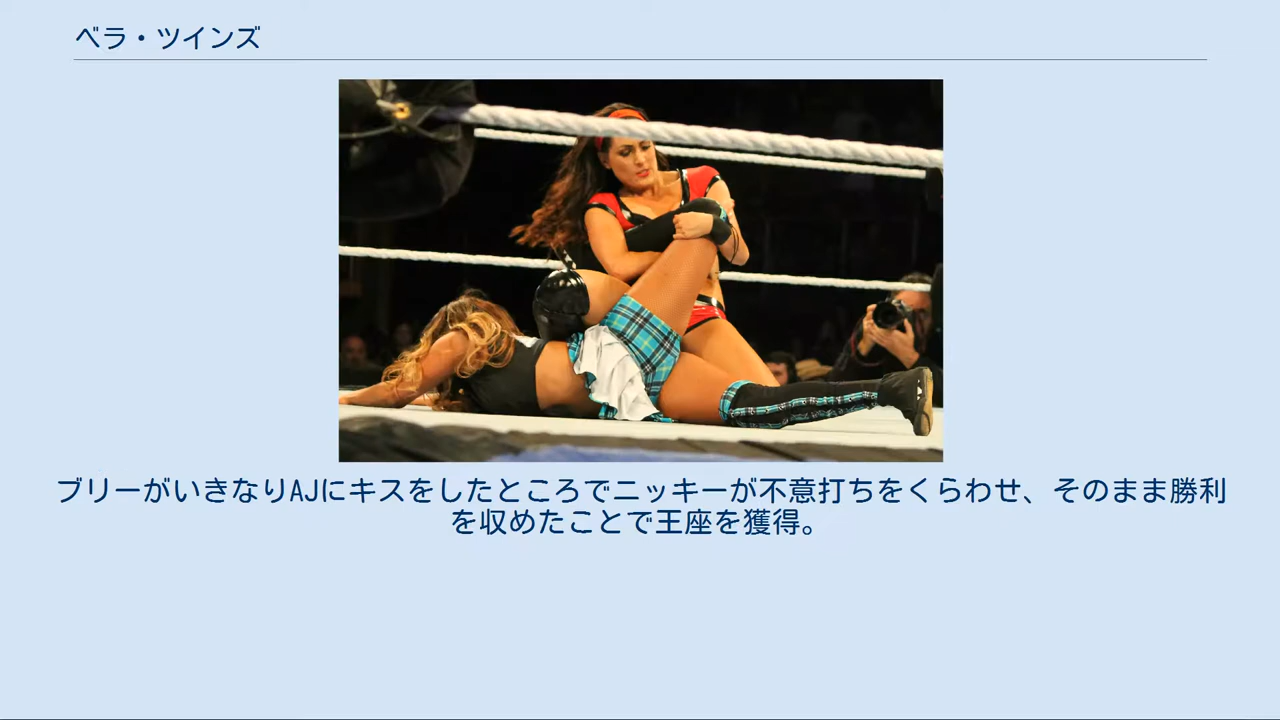 ベラ・ツインズ
ブリーがいきなりAJにキスをしたところでニッキーが不意打ちをくらわせ、そのまま勝利
を収めたことで王座を獲得。